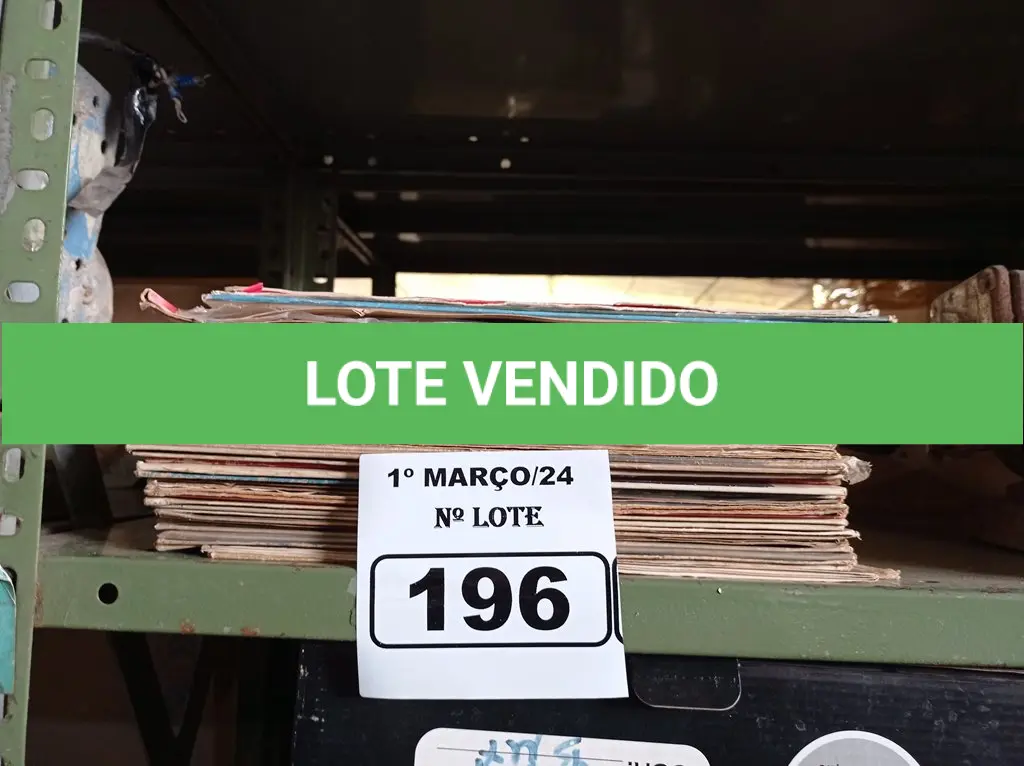 LOTE VENDIDO
1º MARÇO/24
Nº LOTE
196